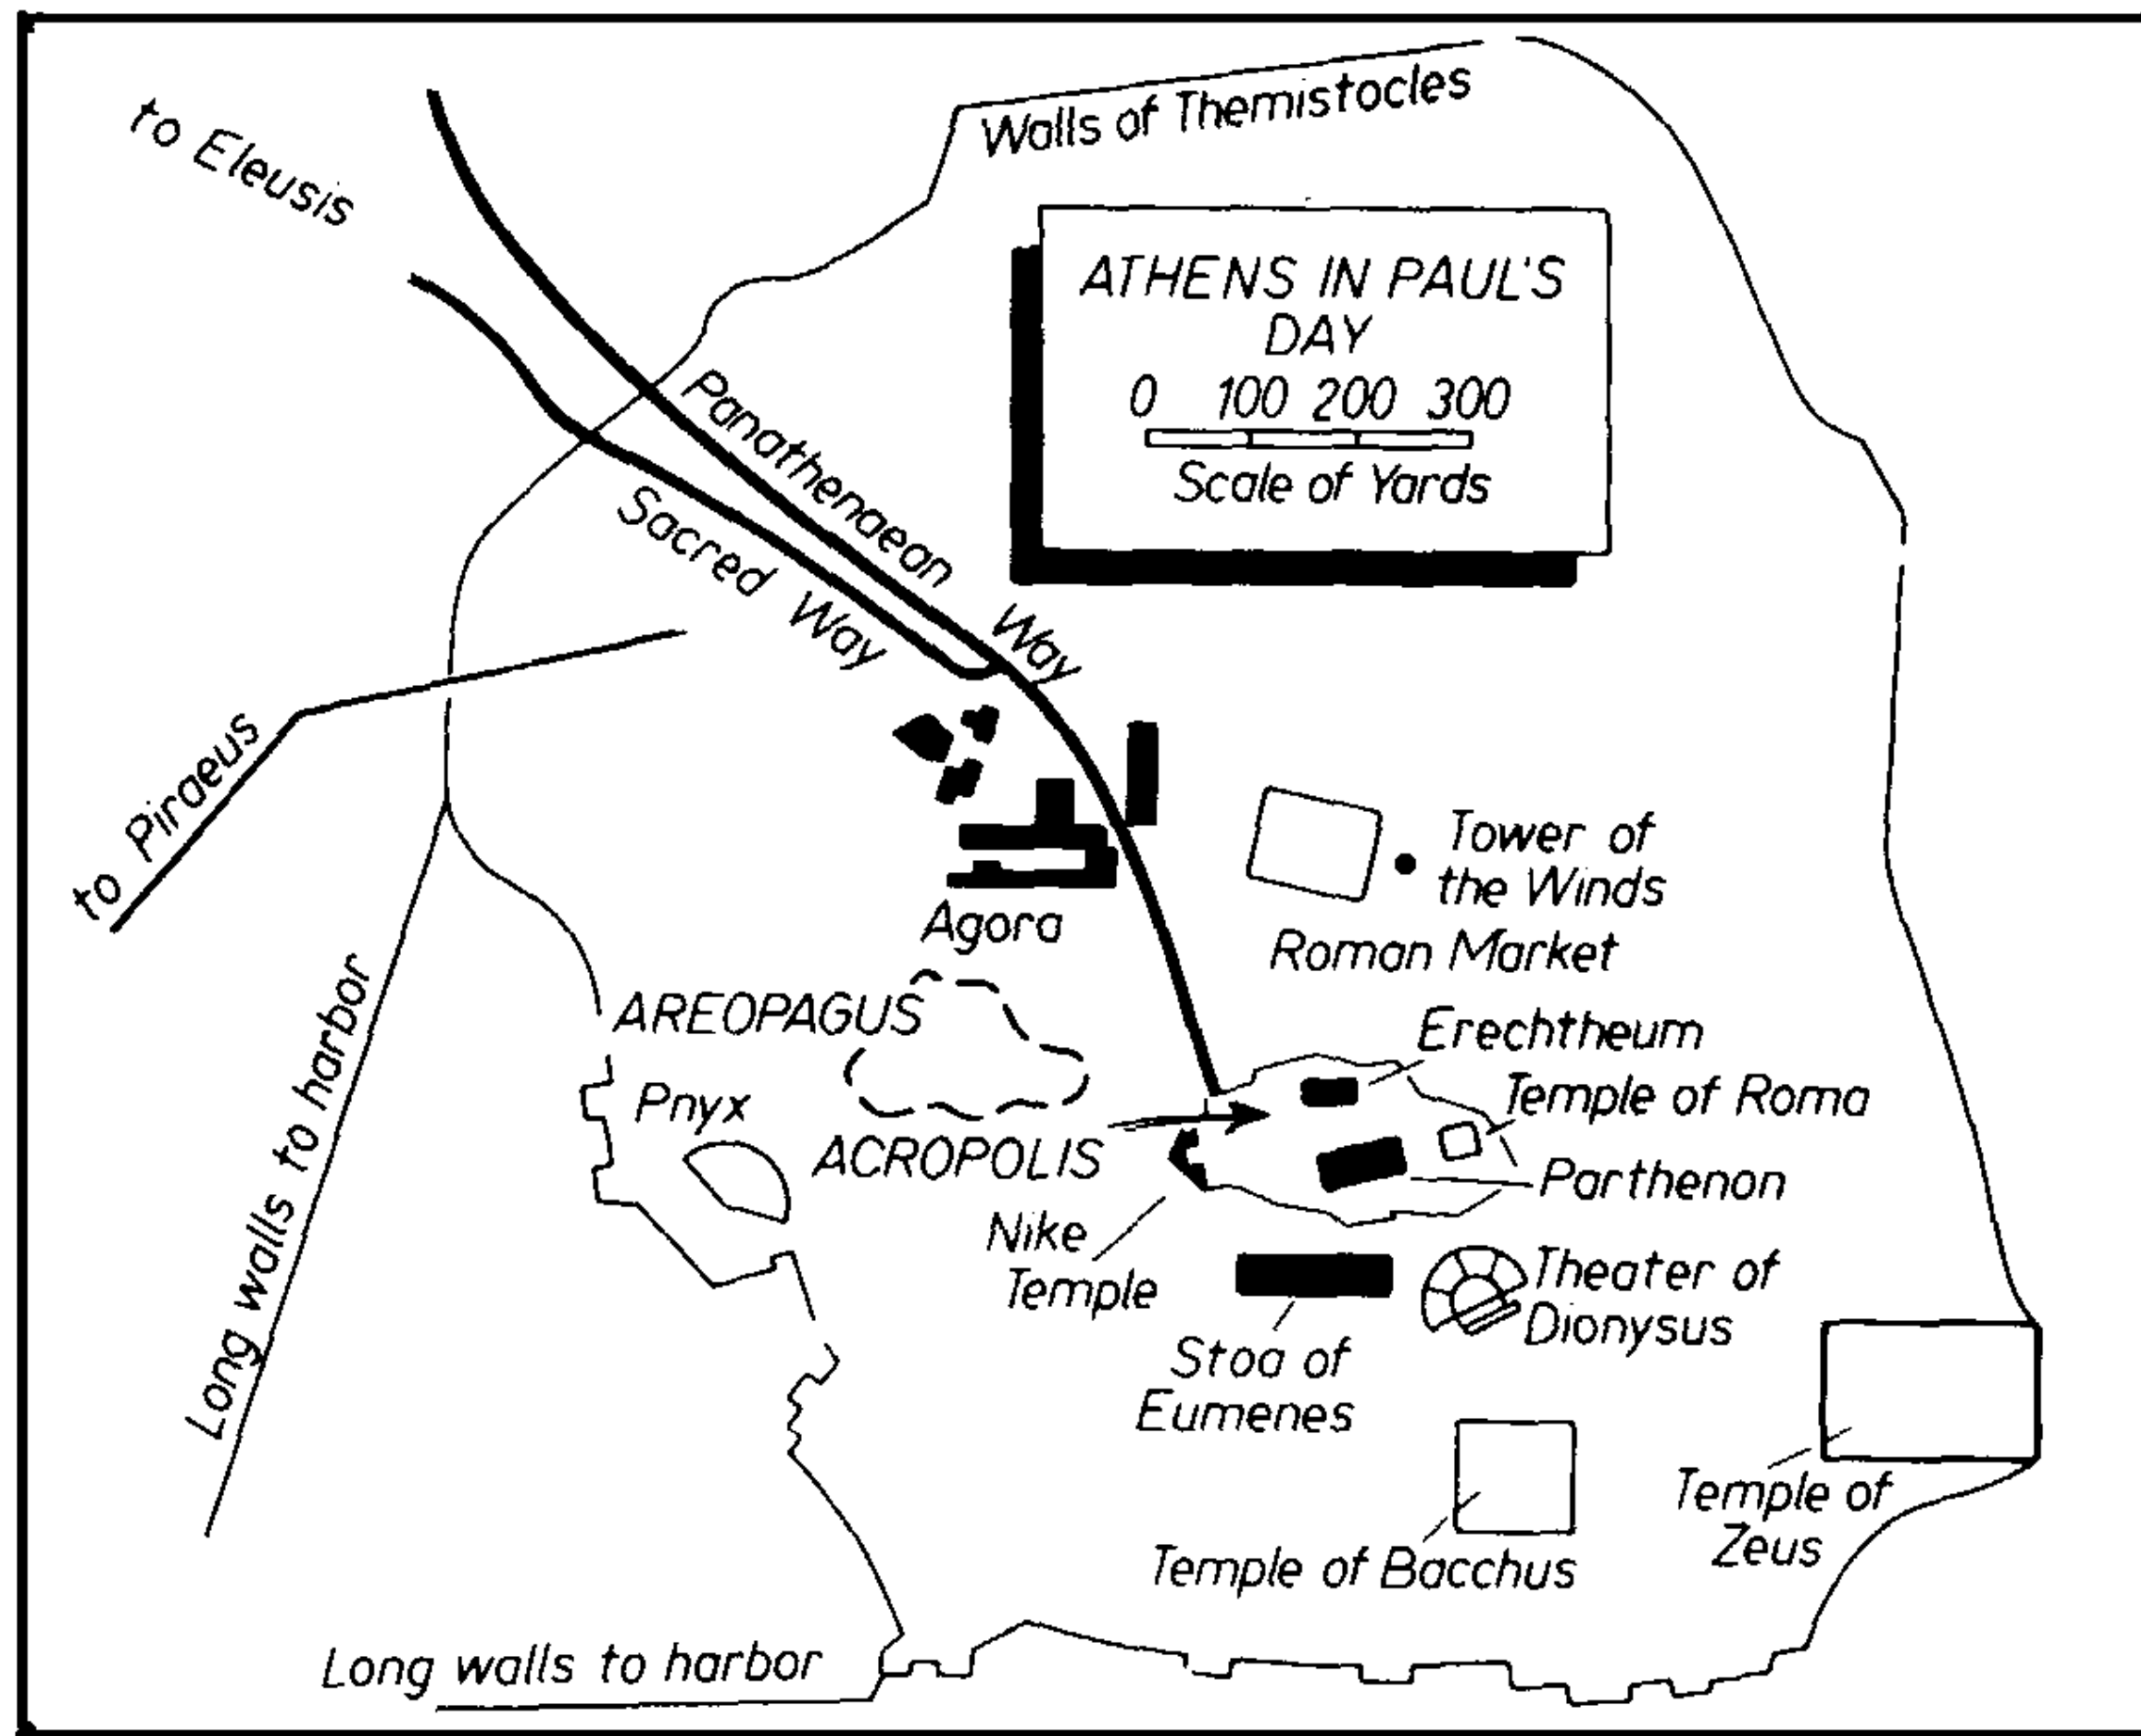 to Eleusis
Walls of Themistocles
ATHENS IN PAUL'S
DAY
0 100 200 300
Scale of Yards
Panathenaean Way
Sacred Way
to Piraeus
Long walls to harbor
Agora
Tower of
the Winds
Roman Market
AREOPAGUS
Erechtheum
Pnyx
Temple of Roma
ACROPOLIS
Parthenon
Nike
Temple
Theater of
Dionysus
Stoa of
Eumenes
Temple of
Zeus
Temple of Bacchus
Long walls to harbor